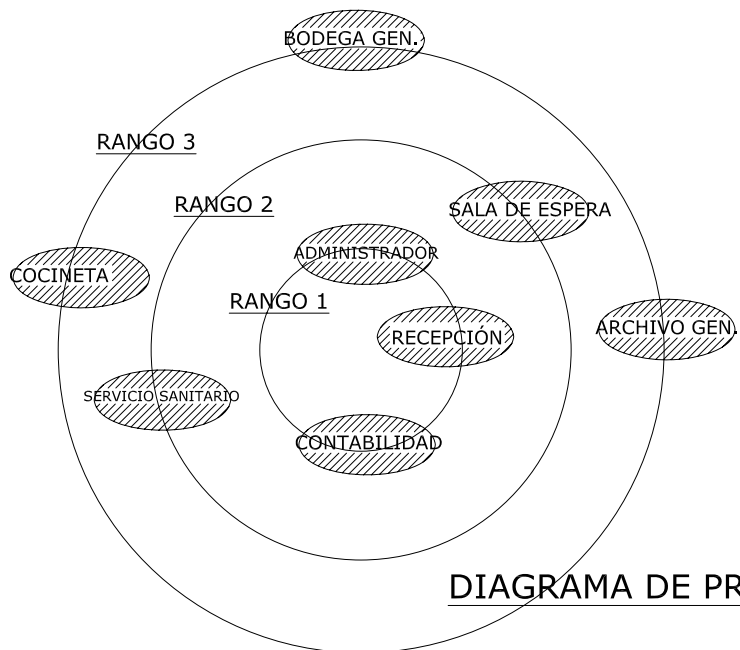 BODEGA GEN.
RANGO 3
RANGO 2
SALA DE ESPERA
ADMINISTRADOR
COCINETA
RANGO 1
ARCHIVO GEN.
RECEPCIÓN
SERVICIO SANITARIO
CONTABILIDAD
DIAGRAMA DE PR